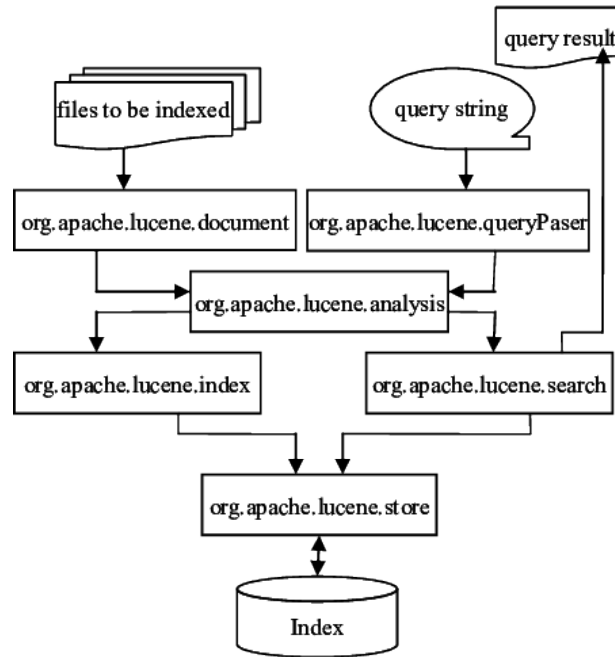 query result
files to be indexed
query string
org.apache.lucene.document
org.apache.lucene.queryPaser
org.apache.lucene.analysis
org.apache.lucene.index
org.apache.lucene.search
org.apache.lucene.store
Index